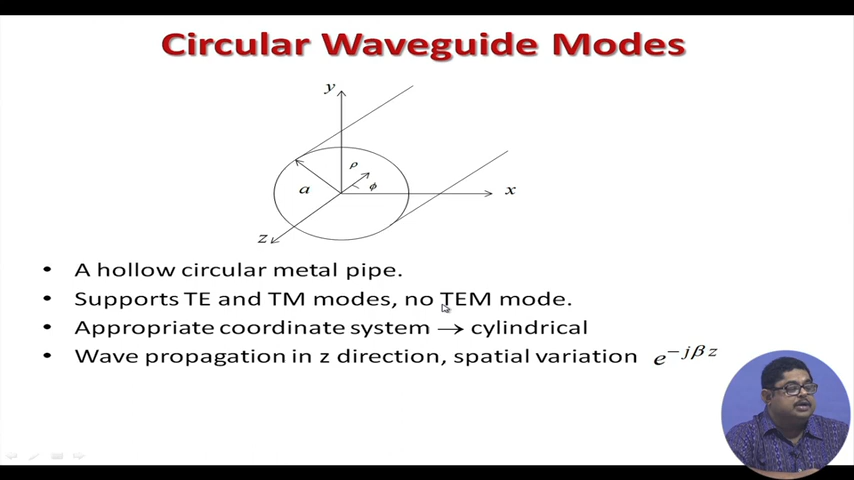 Circular Waveguide Modes
y
ρ
a
ϕ
x
z
• A hollow circular metal pipe.
• Supports TE and TM modes, no TEM mode.
• Appropriate coordinate system → cylindrical
• Wave propagation in z direction, spatial variation e^{-jβz}